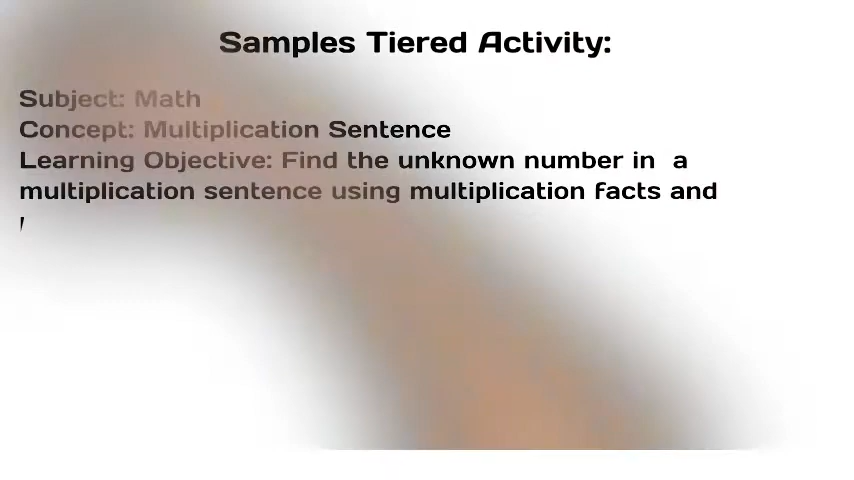 Samples Tiered Activity:
Subject: Math
Concept: Multiplication Sentence
Learning Objective: Find the unknown number in a
multiplication sentence using multiplication facts and